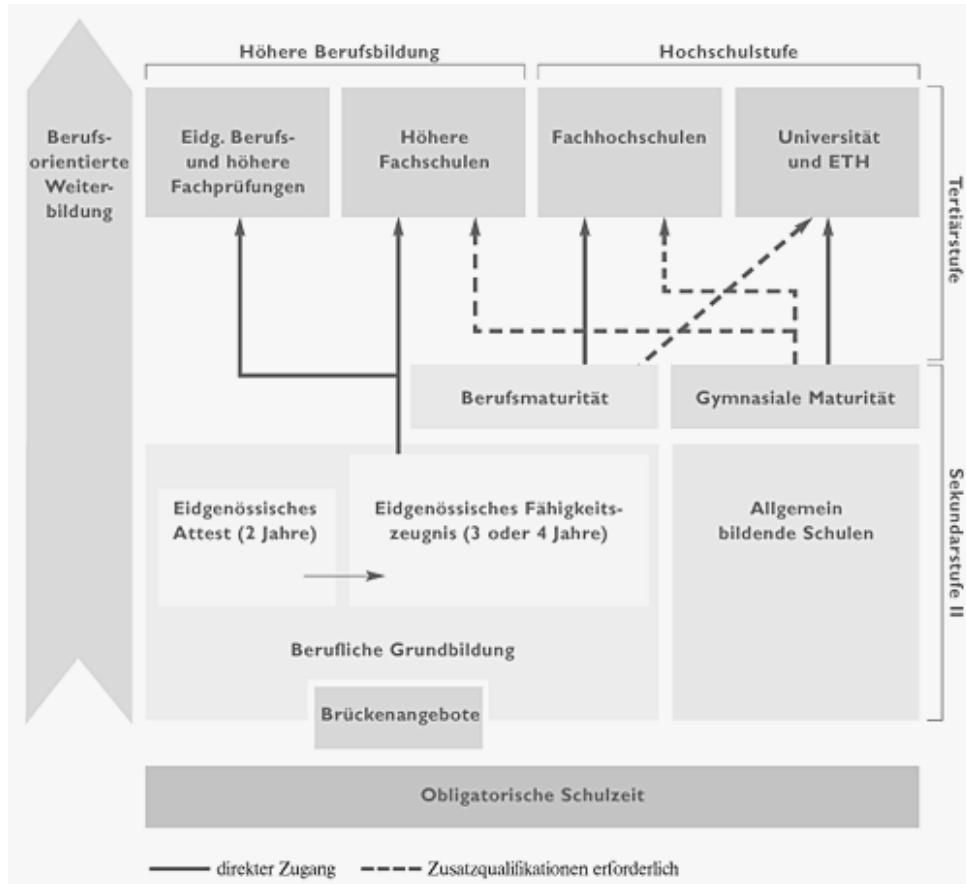 Höhere Berufsbildung
Hochschulstufe
Berufs-
orientierte
Weiter-
bildung
Eidg. Berufs-
und höhere
Fachprüfungen
Höhere
Fachschulen
Fachhochschulen
Universität
und ETH
Tertiärstufe
Berufsmaturität
Gymnasiale Maturität
Eidgenössisches
Attest (2 Jahre)
Eidgenössisches Fähigkeits-
zeugnis (3 oder 4 Jahre)
Allgemein
bildende Schulen
Sekundarstufe II
Berufliche Grundbildung
Brückenangebote
Obligatorische Schulzeit
direkter Zugang
Zusatzqualifikationen erforderlich